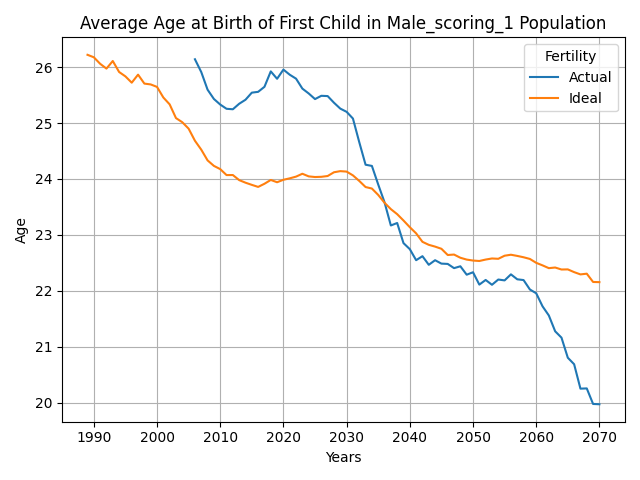 Average Age at Birth of First Child in Male_scoring_1 Population
Fertility
Actual
Ideal
Age
26
25
24
23
22
21
20
1990 2000 2010 2020 2030 2040 2050 2060 2070
Years